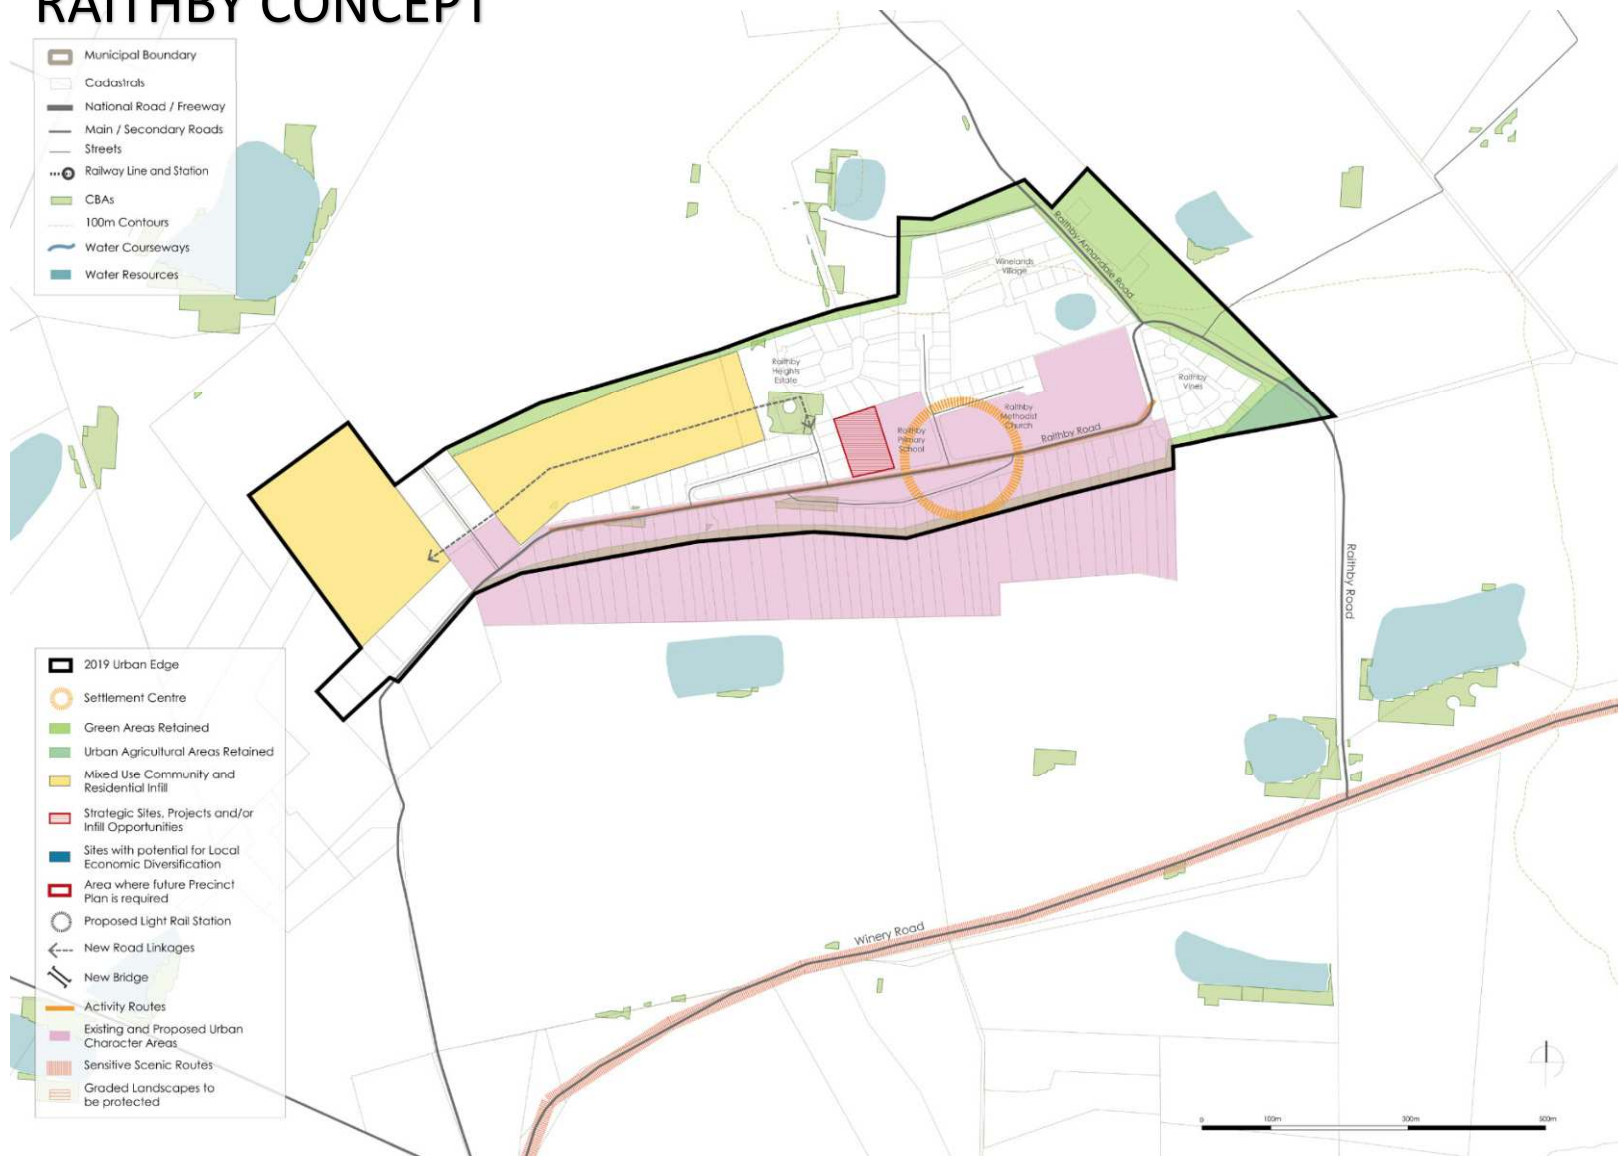 RAITHBY CONCEPT
Municipal Boundary
Cadastrals
National Road / Freeway
Main / Secondary Roads
Streets
Railway Line and Station
CBAs
100m Contours
Water Courseways
Water Resources
Raithby-Annandale Road
Winelands
Village
Raithby
Heights
Estate
Raithby
Vines
Raithby
Methodist
Church
Raithby
Primary
School
Raithby Road
Raithby Road
2019 Urban Edge
Settlement Centre
Green Areas Retained
Urban Agricultural Areas Retained
Mixed Use Community and
Residential Infill
Strategic Sites, Projects and/or
Infill Opportunities
Sites with potential for Local
Economic Diversification
Area where future Precinct
Plan is required
Proposed Light Rail Station
New Road Linkages
New Bridge
Activity Routes
Existing and Proposed Urban
Character Areas
Sensitive Scenic Routes
Graded Landscapes to
be protected
Winery Road
0 100m 300m 500m